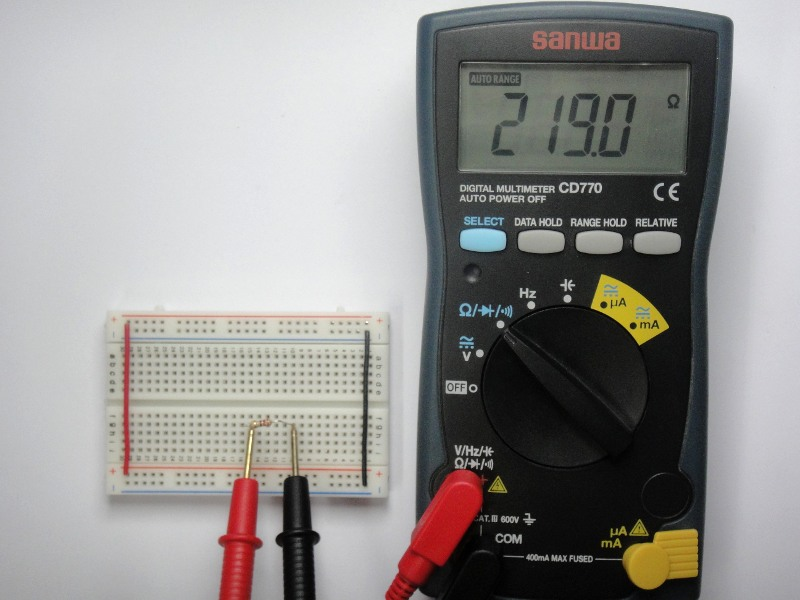 sanwa
AUTO RANGE
219.0 Ω
DIGITAL MULTIMETER CD770
AUTO POWER OFF
CE
SELECT DATA HOLD RANGE HOLD RELATIVE
Hz
Ω/
µA
mA
V
OFF
V/Hz/
Ω/
CAT. III 600V
COM
µA
mA
400mA MAX FUSED